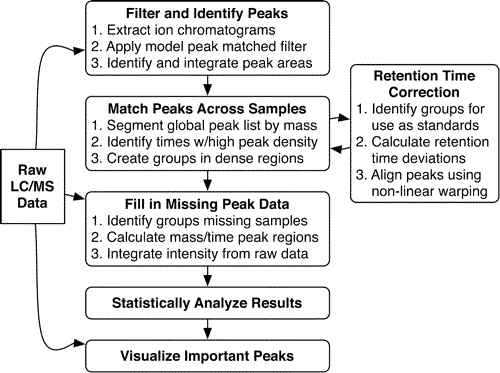 Filter and Identify Peaks
1. Extract ion chromatograms
2. Apply model peak matched filter
3. Identify and integrate peak areas
Match Peaks Across Samples
1. Segment global peak list by mass
2. Identify times w/high peak density
3. Create groups in dense regions
Retention Time
Correction
1. Identify groups for
use as standards
2. Calculate retention
time deviations
3. Align peaks using
non-linear warping
Raw
LC/MS
Data
Fill in Missing Peak Data
1. Identify groups missing samples
2. Calculate mass/time peak regions
3. Integrate intensity from raw data
Statistically Analyze Results
Visualize Important Peaks